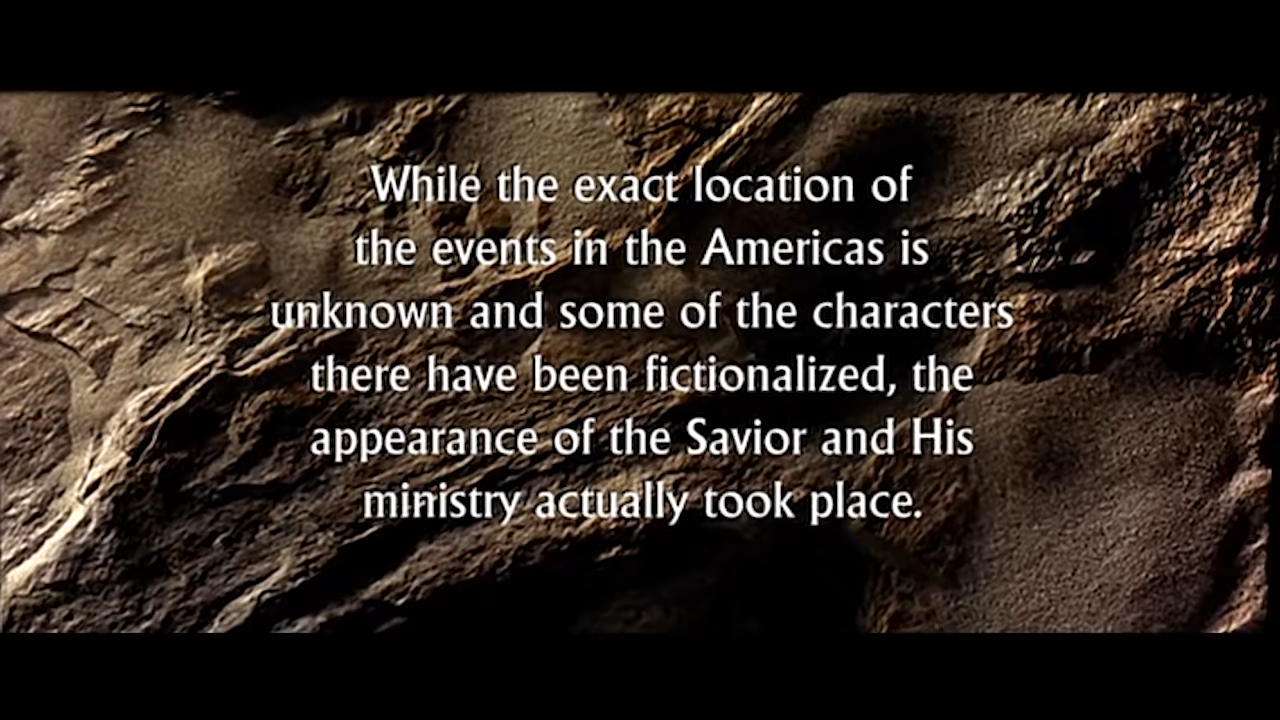 While the exact location of
the events in the Americas is
unknown and some of the characters
there have been fictionalized, the
appearance of the Savior and His
ministry actually took place.